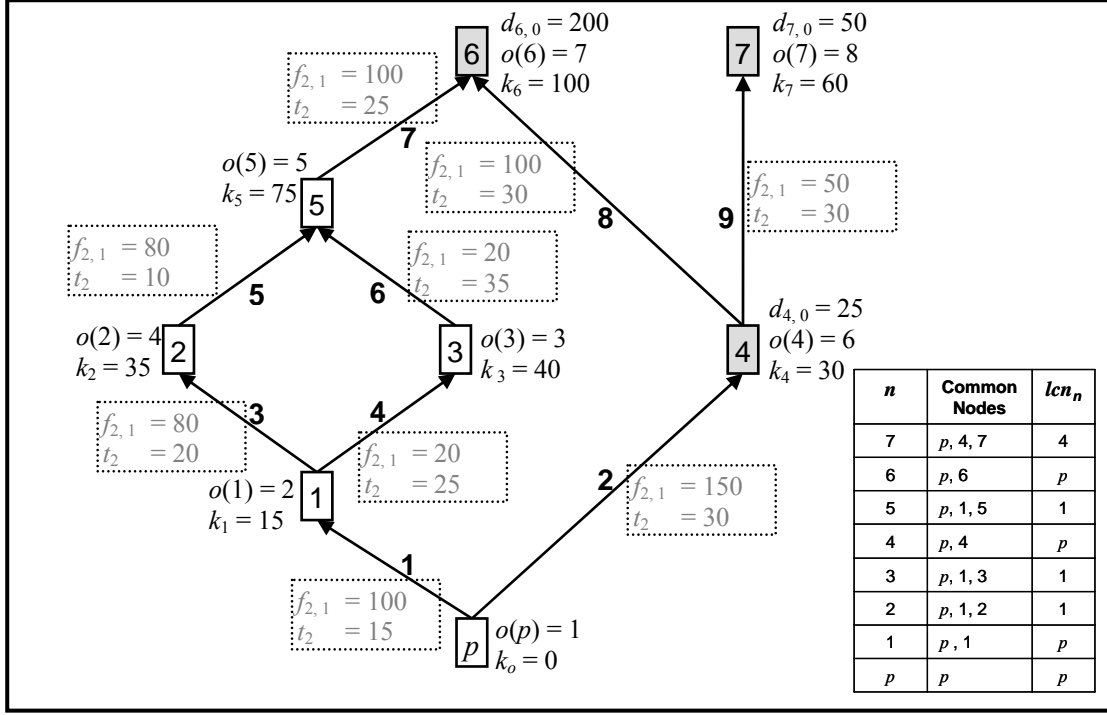 d6, 0 = 200
o(6) = 7
k6 = 100
6
d7, 0 = 50
o(7) = 8
k7 = 60
7
f2, 1 = 100
t2 = 25
7
f2, 1 = 100
t2 = 30
8
f2, 1 = 50
t2 = 30
9
o(5) = 5
k5 = 75
5
f2, 1 = 80
t2 = 10
5
f2, 1 = 20
t2 = 35
6
o(2) = 4
k2 = 35
2
3
o(3) = 3
k3 = 40
4
d4, 0 = 25
o(4) = 6
k4 = 30
f2, 1 = 80
t2 = 20
3
4
f2, 1 = 20
t2 = 25
o(1) = 2
k1 = 15
1
2
f2, 1 = 150
t2 = 30
1
f2, 1 = 100
t2 = 15
p
o(p) = 1
ko = 0
n Common Nodes lcnn
7 p, 4, 7 4
6 p, 6 p
5 p, 1, 5 1
4 p, 4 p
3 p, 1, 3 1
2 p, 1, 2 1
1 p , 1 p
p p p